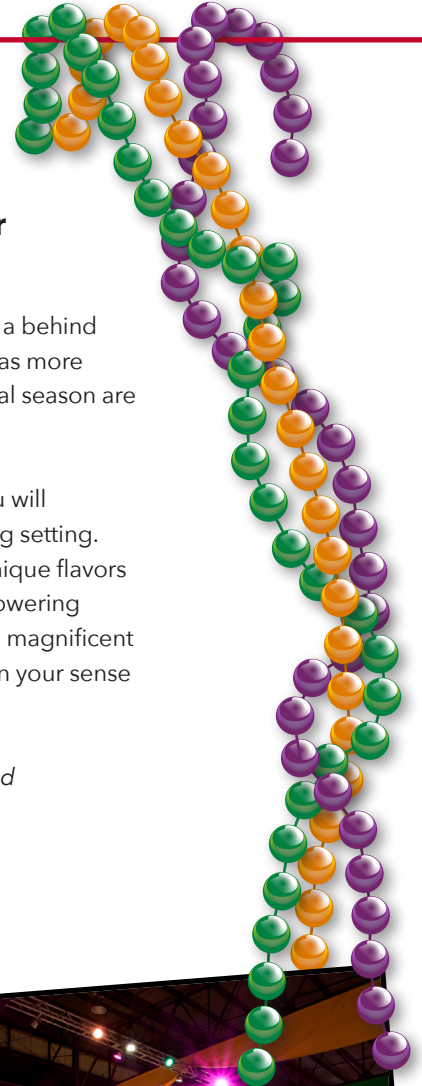 r
a behind
as more
al season are
u will
g setting.
nique flavors
owering
magnificent
n your sense
d